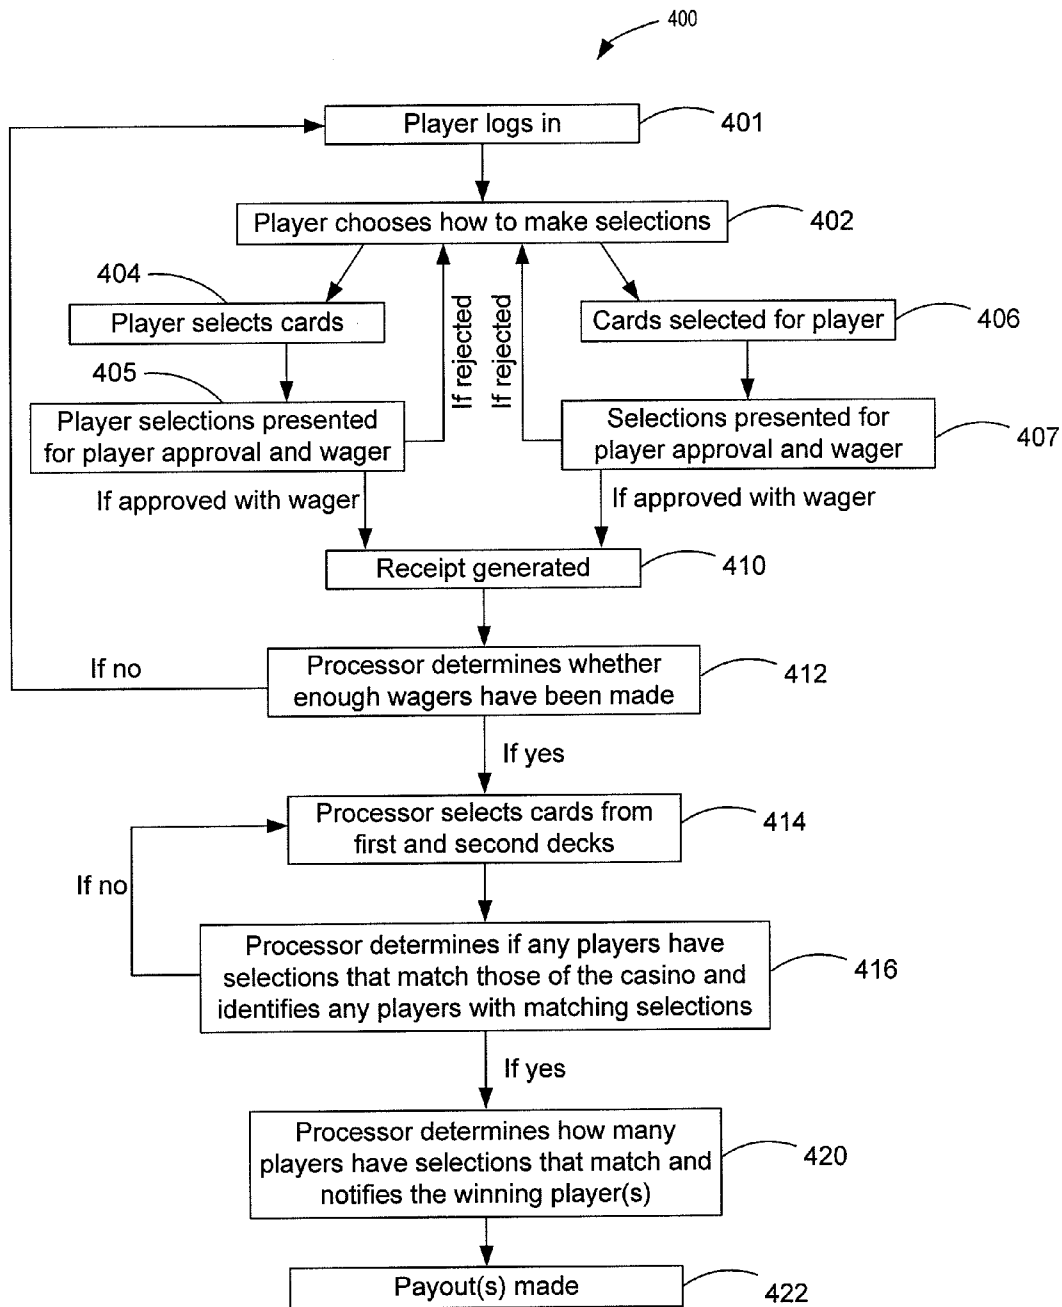 400
Player logs in
401
Player chooses how to make selections
402
404
Player selects cards
If rejected
If rejected
Cards selected for player
406
405
Player selections presented
for player approval and wager
Selections presented for
player approval and wager
407
If approved with wager
If approved with wager
Receipt generated
410
If no
Processor determines whether
enough wagers have been made
412
If yes
Processor selects cards from
first and second decks
414
If no
Processor determines if any players have
selections that match those of the casino and
identifies any players with matching selections
416
If yes
Processor determines how many
players have selections that match and
notifies the winning player(s)
420
Payout(s) made
422